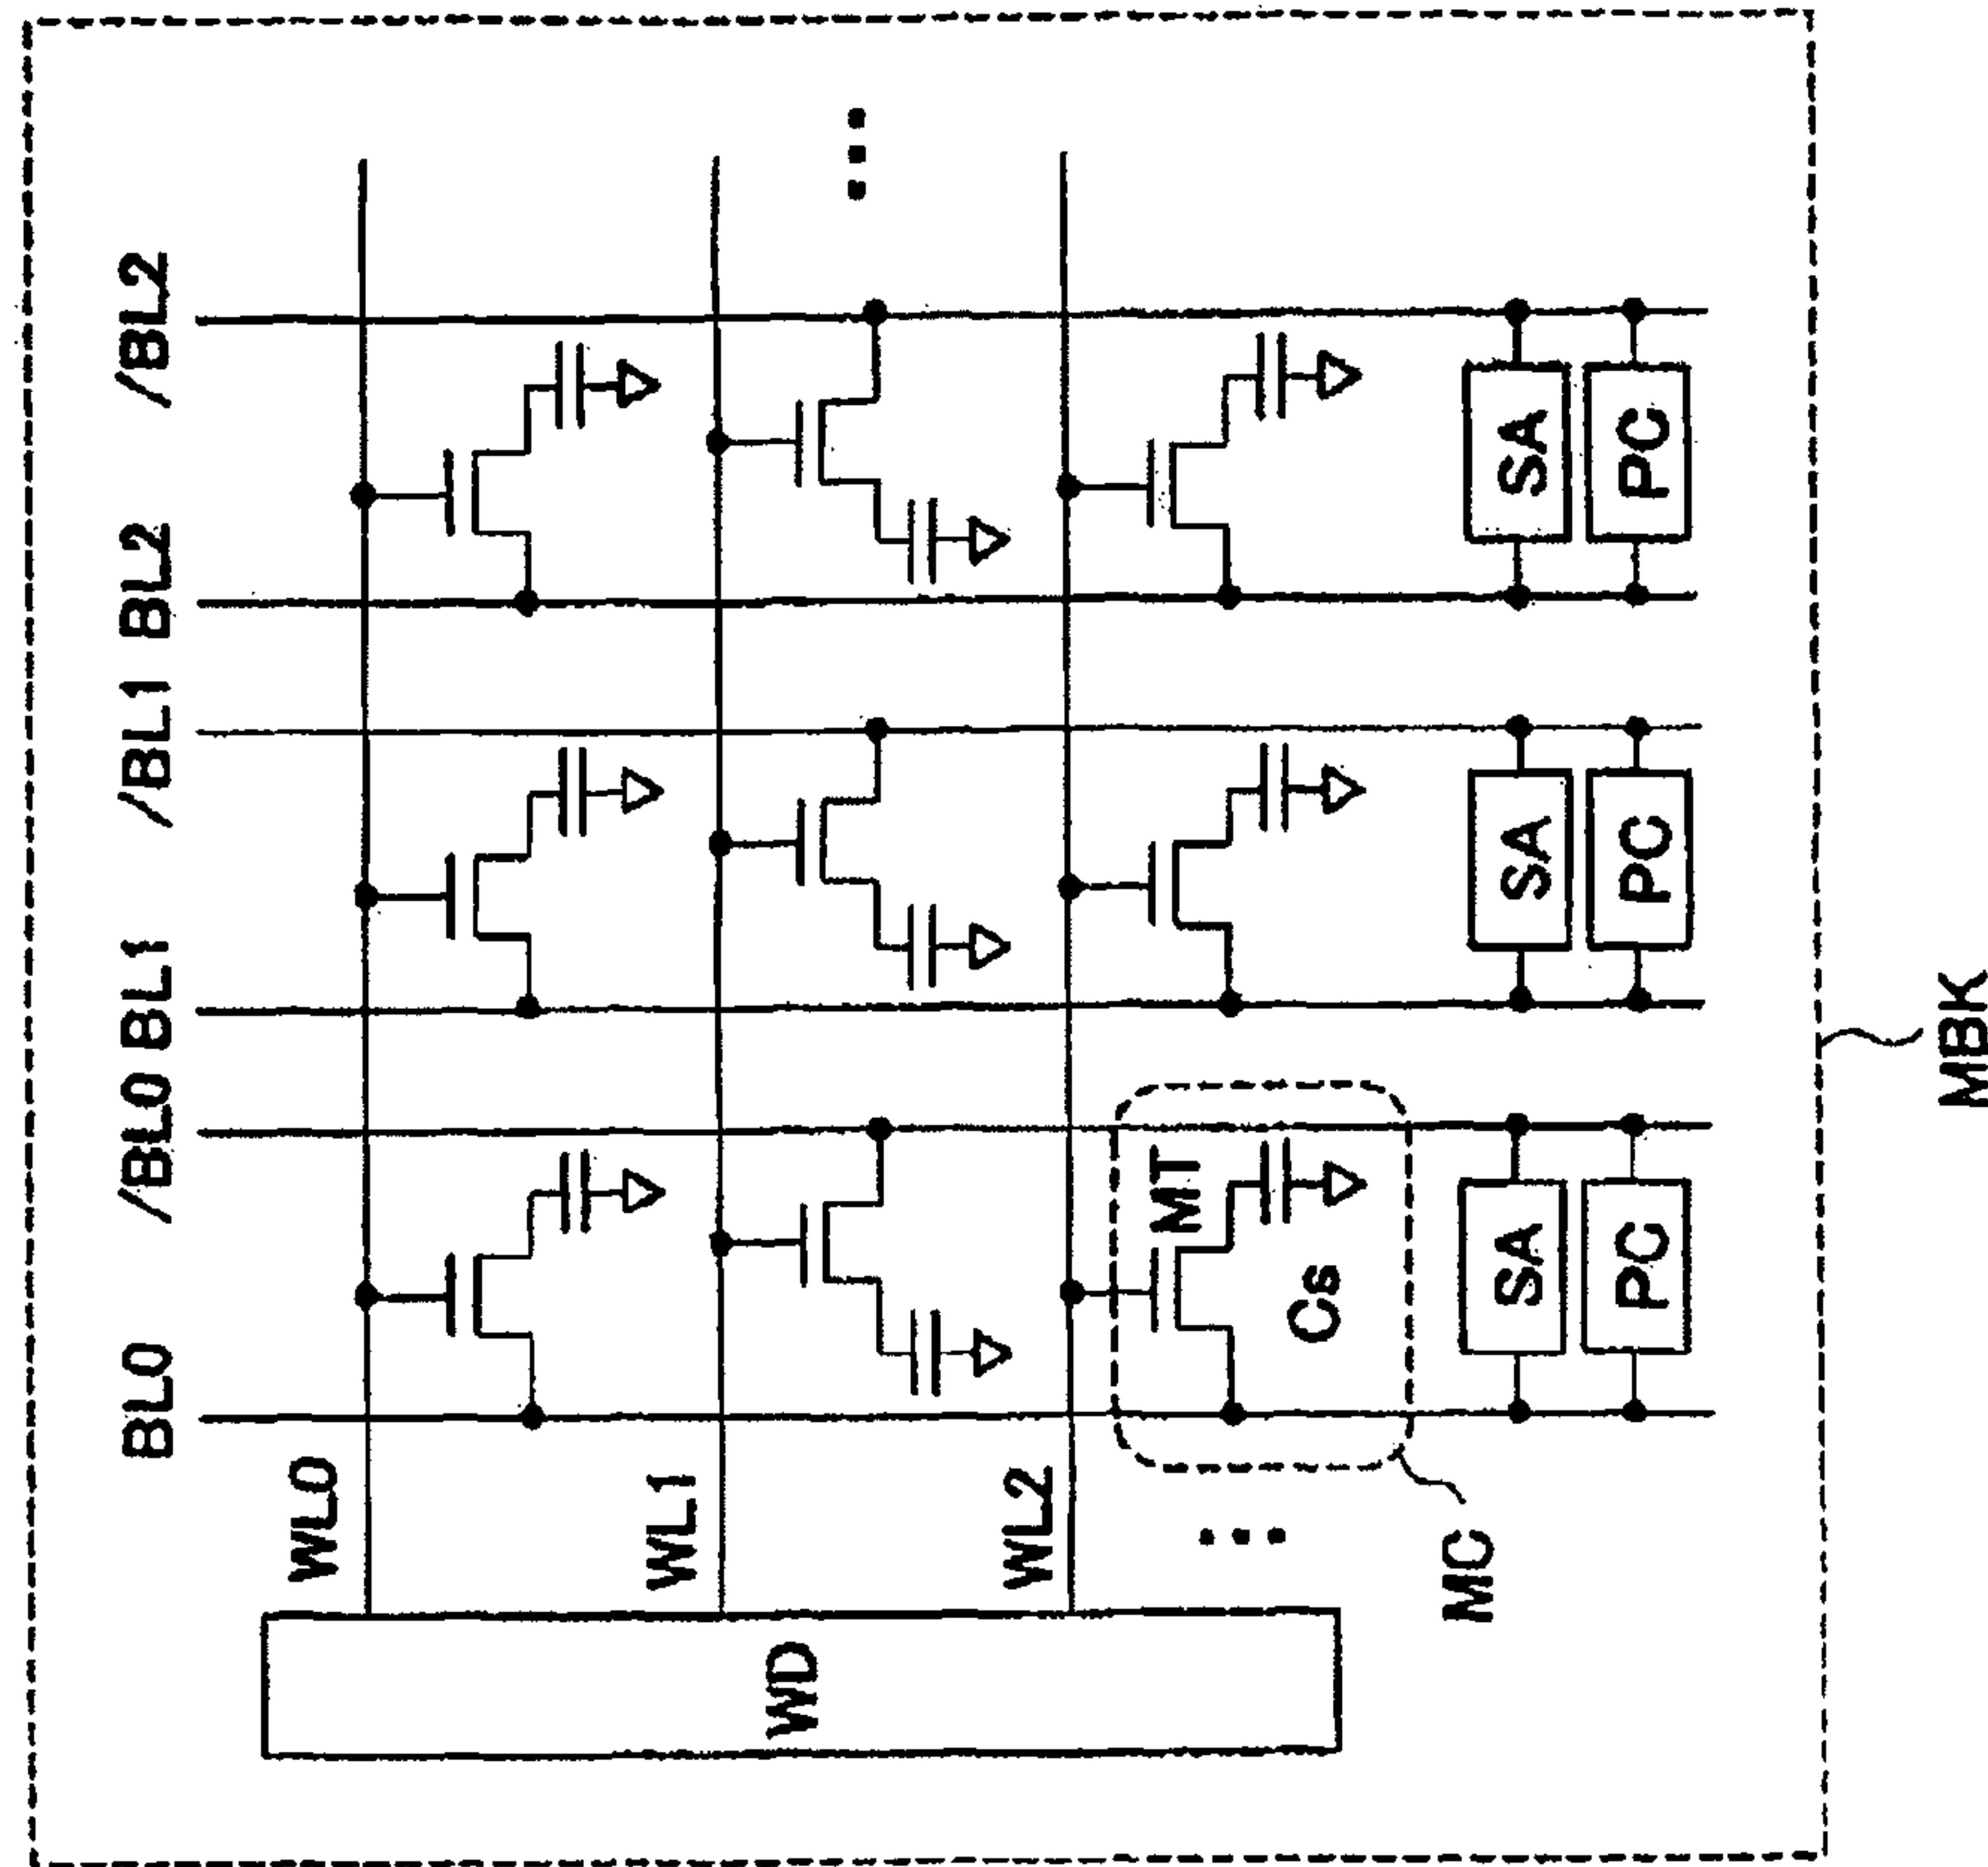 BL0 /BL0 BL1 /BL1 BL2 /BL2
WL0
WL1
WD
WL2
MT
Cs
MC
SA SA SA
PC PC PC
MBK